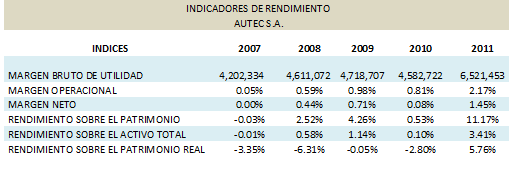 INDICADORES DE RENDIMIENTO
AUTEC S.A.
INDICES 2007 2008 2009 2010 2011
MARGEN BRUTO DE UTILIDAD 4,202,334 4,611,072 4,718,707 4,582,722 6,521,453
MARGEN OPERACIONAL 0.05% 0.59% 0.98% 0.81% 2.17%
MARGEN NETO 0.00% 0.44% 0.71% 0.08% 1.45%
RENDIMIENTO SOBRE EL PATRIMONIO -0.03% 2.52% 4.26% 0.53% 11.17%
RENDIMIENTO SOBRE EL ACTIVO TOTAL -0.01% 0.58% 1.14% 0.10% 3.41%
RENDIMIENTO SOBRE EL PATRIMONIO REAL -3.35% -6.31% -0.05% -2.80% 5.76%